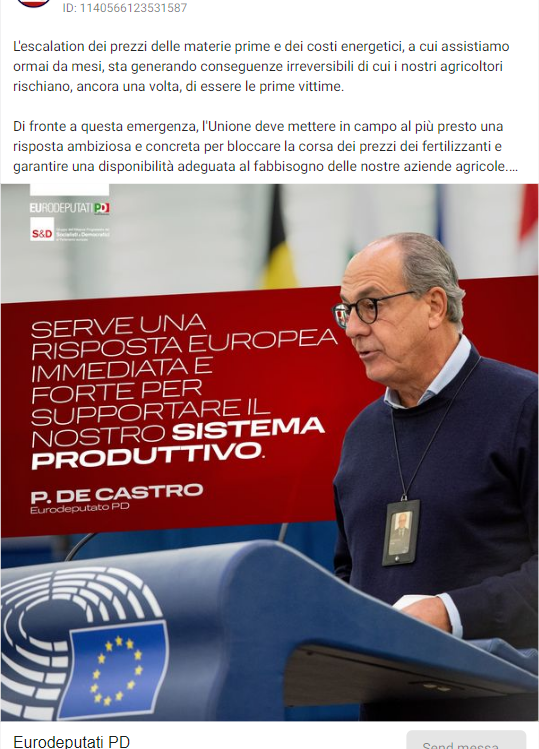 ID: 1140566123531587
L'escalation dei prezzi delle materie prime e dei costi energetici, a cui assistiamo
ormai da mesi, sta generando conseguenze irreversibili di cui i nostri agricoltori
rischiano, ancora una volta, di essere le prime vittime.
Di fronte a questa emergenza, l'Unione deve mettere in campo al più presto una
risposta ambiziosa e concreta per bloccare la corsa dei prezzi dei fertilizzanti e
garantire una disponibilità adeguata al fabbisogno delle nostre aziende agricole....
EURODEPUTATI PD
S&D
Socialisti e Democratici
SERVE UNA
RISPOSTA EUROPEA
IMMEDIATA E
FORTE PER
SUPPORTARE IL
NOSTRO SISTEMA
PRODUTTIVO.
P. DE CASTRO
Eurodeputato PD
Eurodeputati PD
Send messa